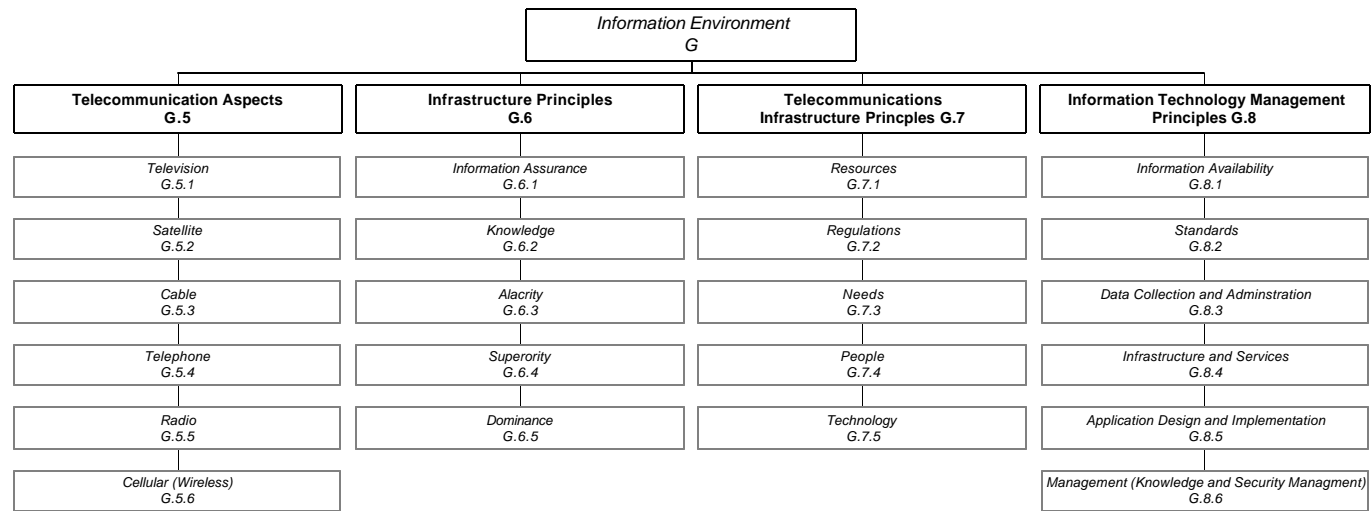 Information Environment
G
Telecommunication Aspects
G.5
Infrastructure Principles
G.6
Telecommunications
Infrastructure Princples G.7
Information Technology Management
Principles G.8
Television
G.5.1
Information Assurance
G.6.1
Resources
G.7.1
Information Availability
G.8.1
Satellite
G.5.2
Knowledge
G.6.2
Regulations
G.7.2
Standards
G.8.2
Cable
G.5.3
Alacrity
G.6.3
Needs
G.7.3
Data Collection and Adminstration
G.8.3
Telephone
G.5.4
Superority
G.6.4
People
G.7.4
Infrastructure and Services
G.8.4
Radio
G.5.5
Dominance
G.6.5
Technology
G.7.5
Application Design and Implementation
G.8.5
Cellular (Wireless)
G.5.6
Management (Knowledge and Security Managment)
G.8.6